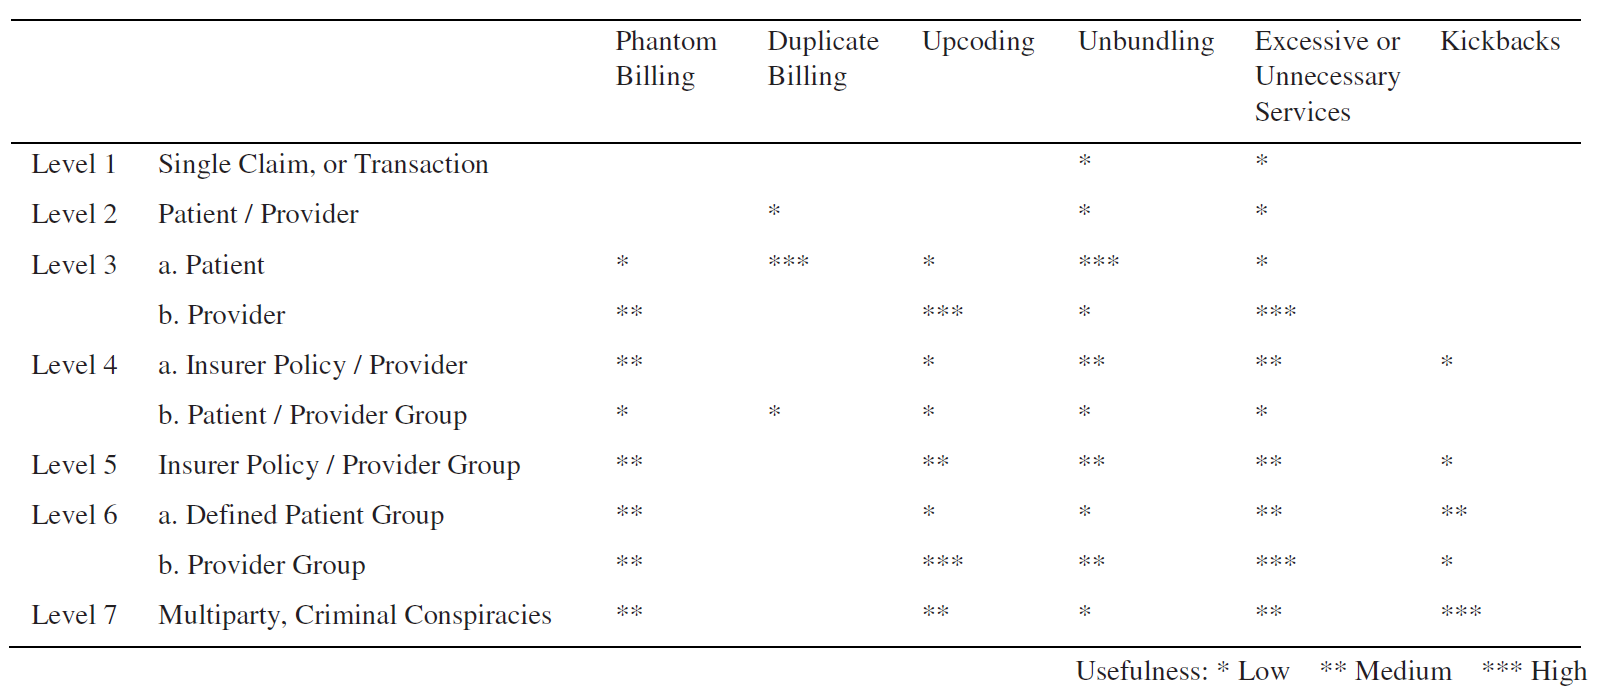 Phantom Duplicate Upcoding Unbundling Excessive or Kickbacks
Billing Billing Unnecessary
Services
Level 1 Single Claim, or Transaction * *
Level 2 Patient / Provider * * *
Level 3 a. Patient * *** * *** *
b. Provider ** *** * ***
Level 4 a. Insurer Policy / Provider ** * ** ** *
b. Patient / Provider Group * * * * *
Level 5 Insurer Policy / Provider Group ** ** ** ** *
Level 6 a. Defined Patient Group ** * * ** **
b. Provider Group ** *** ** *** *
Level 7 Multiparty, Criminal Conspiracies ** ** * ** ***
Usefulness: * Low ** Medium *** High